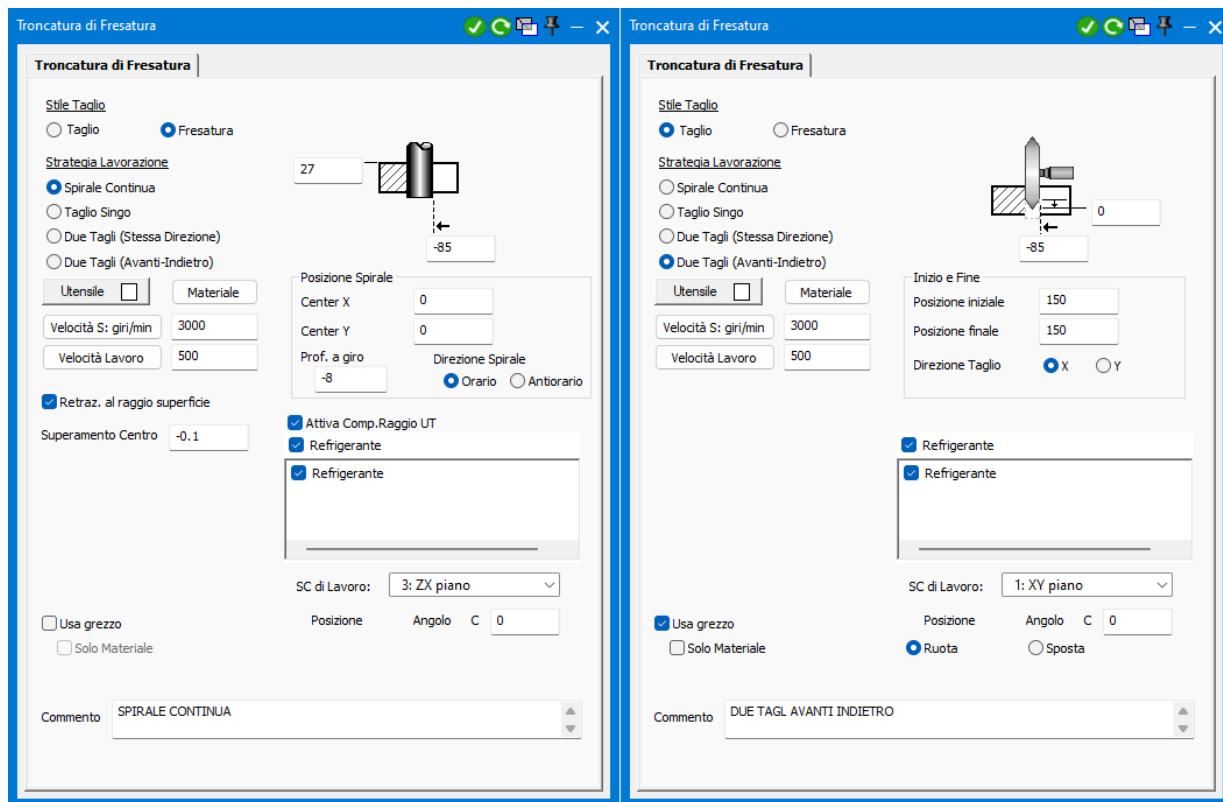 Troncatura di Fresatura
Troncatura di Fresatura
Stile Taglio
Taglio Fresatura
Strategia Lavorazione
27
Spirale Continua
Taglio Singo
Due Tagli (Stessa Direzione)
-85
Due Tagli (Avanti-Indietro)
Utensile Materiale
Velocità S: giri/min 3000
Velocità Lavoro 500
Posizione Spirale
Center X 0
Center Y 0
Prof. a giro Direzione Spirale
-8 Orario Antiorario
Retraz. al raggio superficie
Superamento Centro -0.1
Attiva Comp.Raggio UT
Refrigerante
Refrigerante
SC di Lavoro: 3: ZX piano
Posizione Angolo C 0
Usa grezzo
Solo Materiale
Commento SPIRALE CONTINUA
Troncatura di Fresatura
Troncatura di Fresatura
Stile Taglio
Taglio Fresatura
Strategia Lavorazione
Spirale Continua
Taglio Singo
0
Due Tagli (Stessa Direzione)
-85
Due Tagli (Avanti-Indietro)
Utensile Materiale
Velocità S: giri/min 3000
Velocità Lavoro 500
Inizio e Fine
Posizione iniziale 150
Posizione finale 150
Direzione Taglio X Y
Refrigerante
Refrigerante
SC di Lavoro: 1: XY piano
Posizione Angolo C 0
Usa grezzo
Solo Materiale
Ruota Sposta
Commento DUE TAGL AVANTI INDIETRO